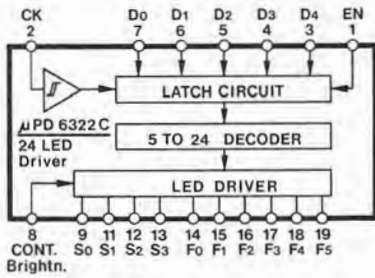 CK D0 D1 D2 D3 D4 EN
2 7 6 5 4 3 1
LATCH CIRCUIT
μPD 6322C
24 LED
Driver
5 TO 24 DECODER
LED DRIVER
8 9 11 12 13 14 15 16 17 18 19
CONT. S0 S1 S2 S3 F0 F1 F2 F3 F4 F5
Brightn.